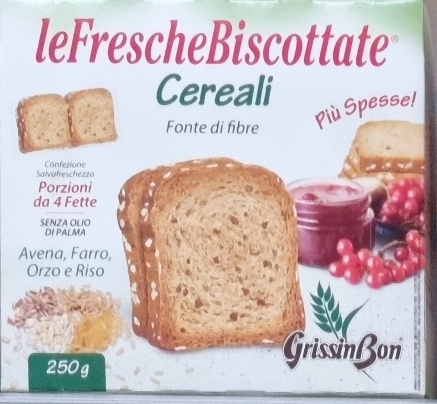 leFrescheBiscottate®
Cereali
Fonte di fibre
Più Spesse!
Confezione
Salvafreschezza
Porzioni
da 4 Fette
SENZA OLIO
DI PALMA
Avena, Farro,
Orzo e Riso
GrissinBon
250g